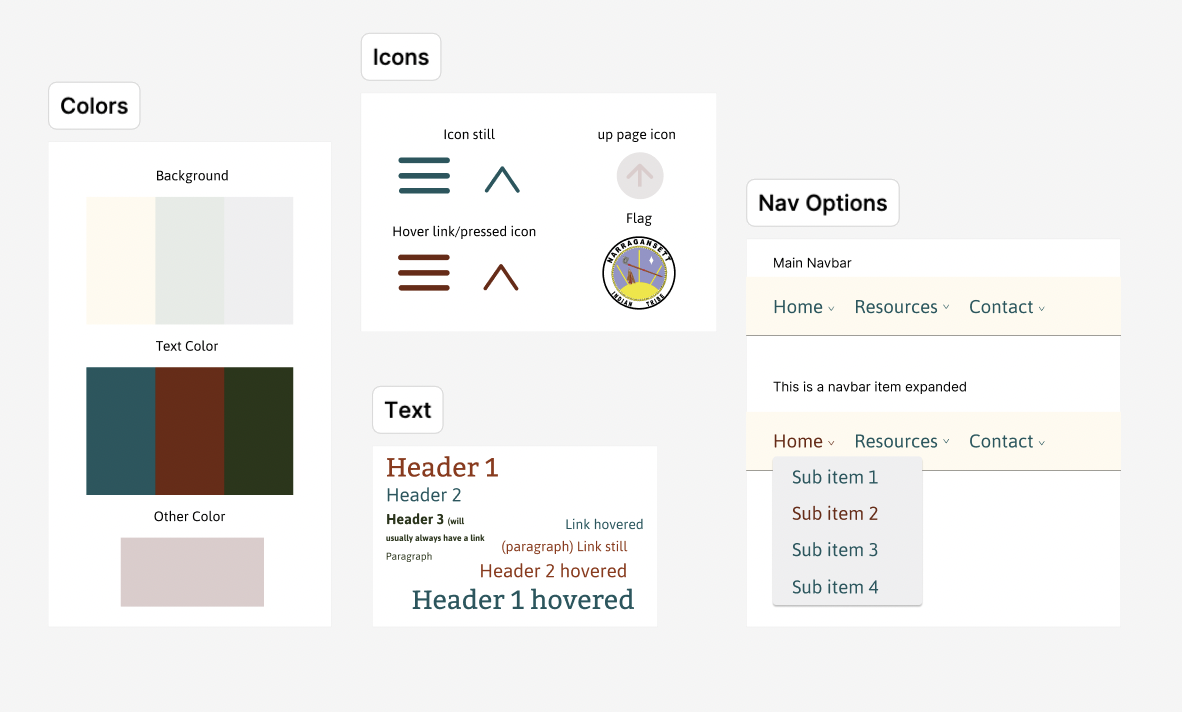 Colors
Background
Text Color
Other Color
Icons
Icon still
up page icon
Hover link/pressed icon
Flag
NARRAGANSETT
INDIAN TRIBE
Text
Header 1
Header 2
Header 3 (will
usually always have a link
Paragraph
Link hovered
(paragraph) Link still
Header 2 hovered
Header 1 hovered
Nav Options
Main Navbar
Home Resources Contact
This is a navbar item expanded
Home Resources Contact
Sub item 1
Sub item 2
Sub item 3
Sub item 4